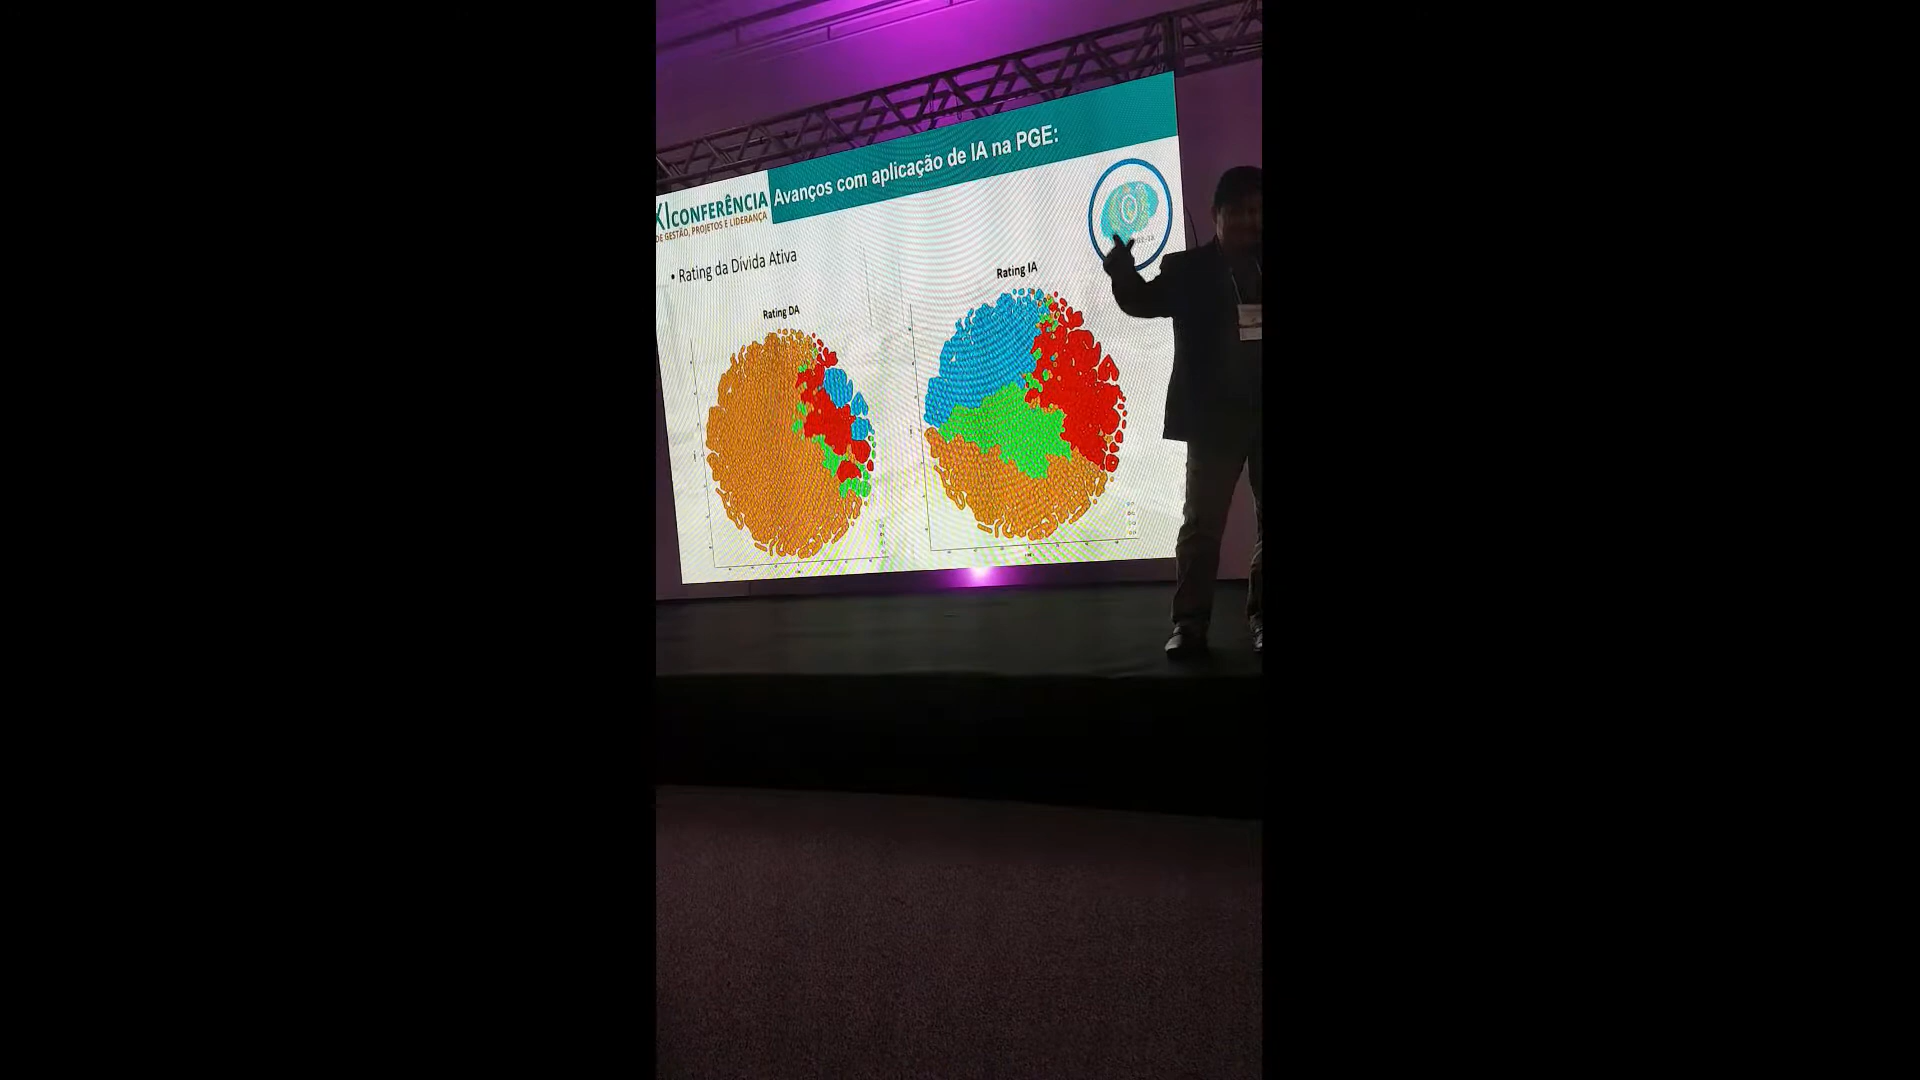 Avanços com aplicação de IA na PGE:
XI CONFERÊNCIA
DE GESTÃO, PROJETOS E LIDERANÇA
• Rating da Dívida Ativa
Rating DA
Rating IA